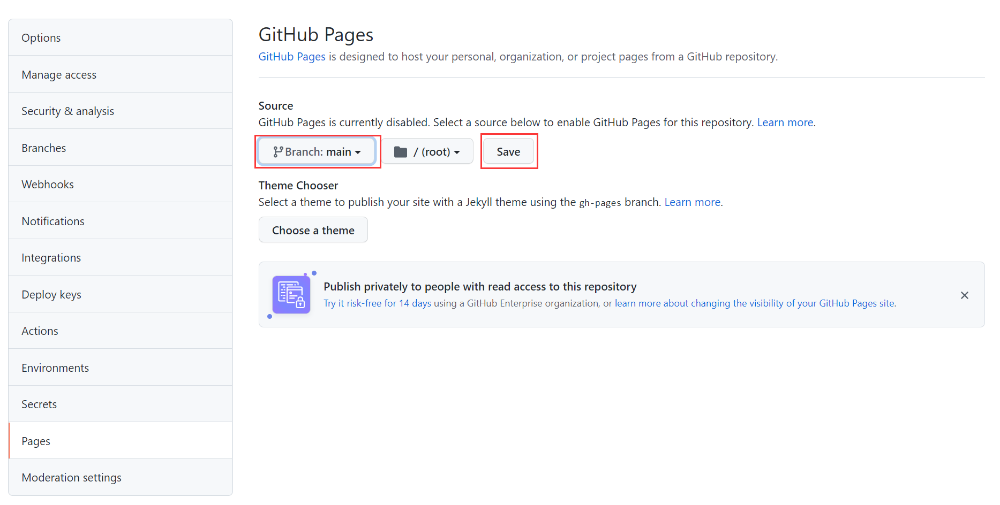 Options
Manage access
Security & analysis
Branches
Webhooks
Notifications
Integrations
Deploy keys
Actions
Environments
Secrets
Pages
Moderation settings
GitHub Pages
GitHub Pages is designed to host your personal, organization, or project pages from a GitHub repository.
Source
GitHub Pages is currently disabled. Select a source below to enable GitHub Pages for this repository. Learn more.
Branch: main / (root) Save
Theme Chooser
Select a theme to publish your site with a Jekyll theme using the gh-pages branch. Learn more.
Choose a theme
Publish privately to people with read access to this repository
Try it risk-free for 14 days using a GitHub Enterprise organization, or learn more about changing the visibility of your GitHub Pages site.